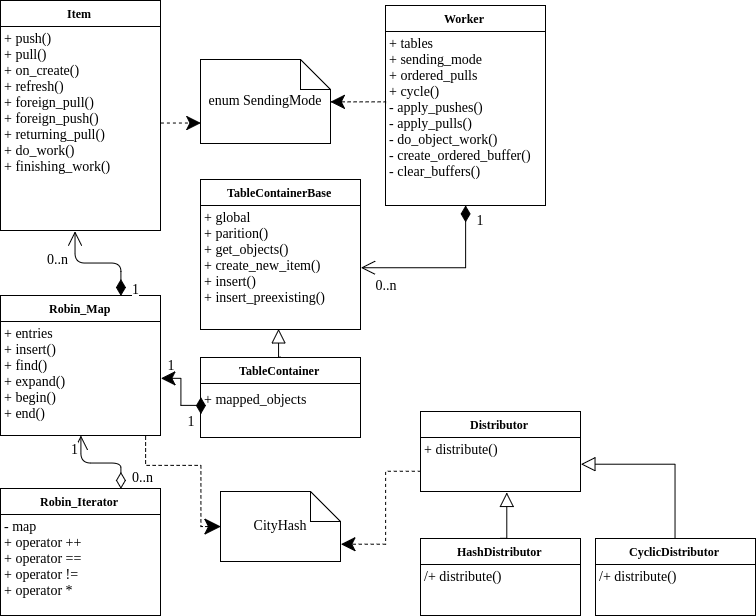 Item
+ push()
+ pull()
+ on_create()
+ refresh()
+ foreign_pull()
+ foreign_push()
+ returning_pull()
+ do_work()
+ finishing_work()
enum SendingMode
Worker
+ tables
+ sending_mode
+ ordered_pulls
+ cycle()
- apply_pushes()
- apply_pulls()
- do_object_work()
- create_ordered_buffer()
- clear_buffers()
1
0..n
TableContainerBase
+ global
+ parition()
+ get_objects()
+ create_new_item()
+ insert()
+ insert_preexisting()
0..n
1
Robin_Map
+ entries
+ insert()
+ find()
+ expand()
+ begin()
+ end()
1
1
TableContainer
+ mapped_objects
1
0..n
Robin_Iterator
- map
+ operator ++
+ operator ==
+ operator !=
+ operator *
CityHash
Distributor
+ distribute()
HashDistributor
/+ distribute()
CyclicDistributor
/+ distribute()